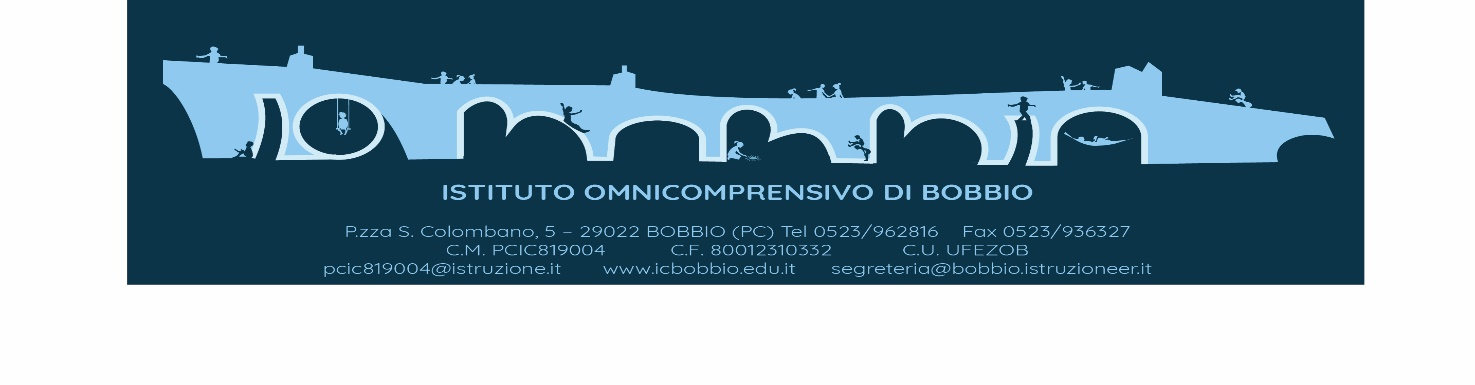 ISTITUTO OMNICOMPRENSIVO DI BOBBIO
P.zza S. Colombano, 5 – 29022 BOBBIO (PC) Tel 0523/962816 Fax 0523/936327
C.M. PCIC819004 C.F. 80012310332 C.U. UFEZOB
pcic819004@istruzione.it www.icbobbio.edu.it segreteria@bobbio.istruzioneer.it